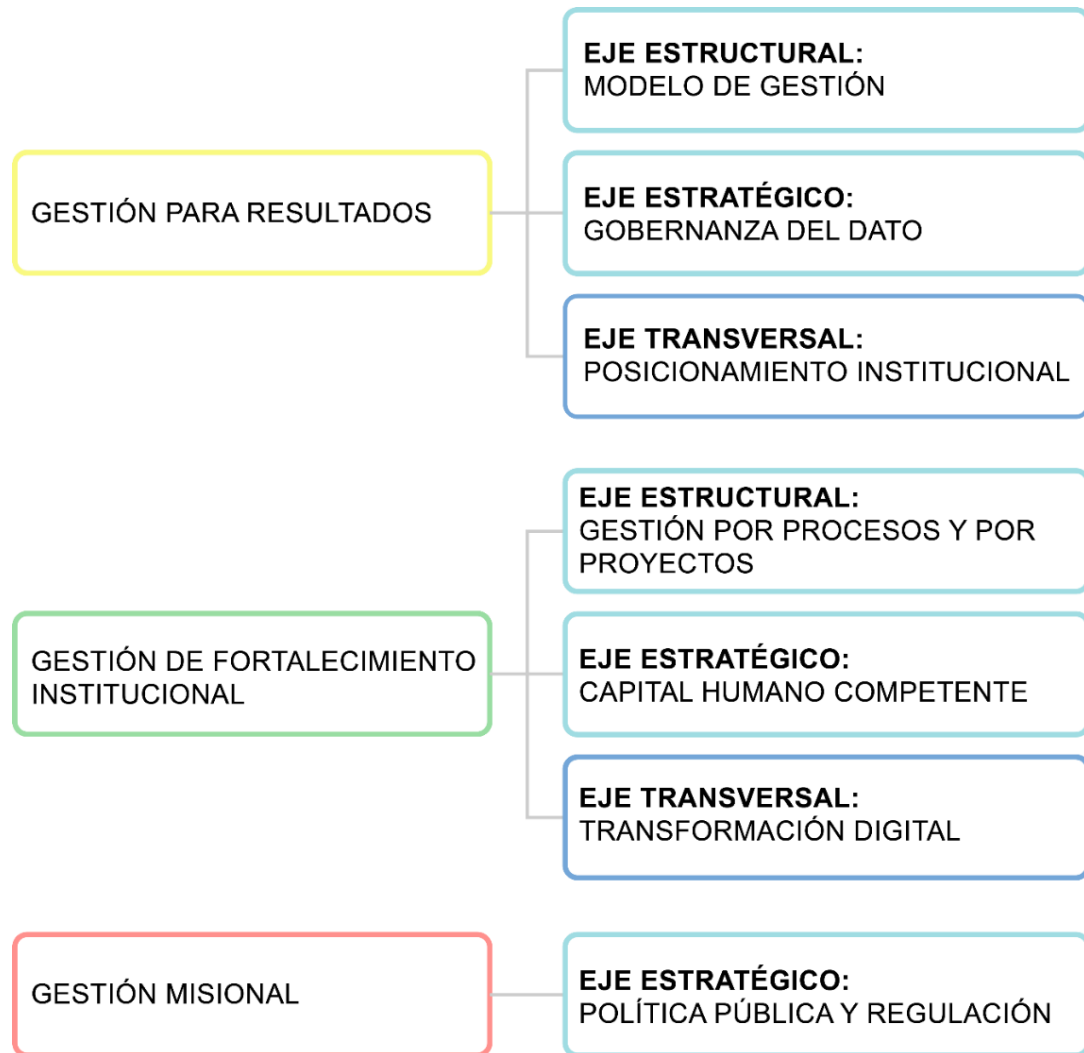 GESTIÓN PARA RESULTADOS
EJE ESTRUCTURAL:
MODELO DE GESTIÓN
EJE ESTRATÉGICO:
GOBERNANZA DEL DATO
EJE TRANSVERSAL:
POSICIONAMIENTO INSTITUCIONAL
GESTIÓN DE FORTALECIMIENTO
INSTITUCIONAL
EJE ESTRUCTURAL:
GESTIÓN POR PROCESOS Y POR
PROYECTOS
EJE ESTRATÉGICO:
CAPITAL HUMANO COMPETENTE
EJE TRANSVERSAL:
TRANSFORMACIÓN DIGITAL
GESTIÓN MISIONAL
EJE ESTRATÉGICO:
POLÍTICA PÚBLICA Y REGULACIÓN